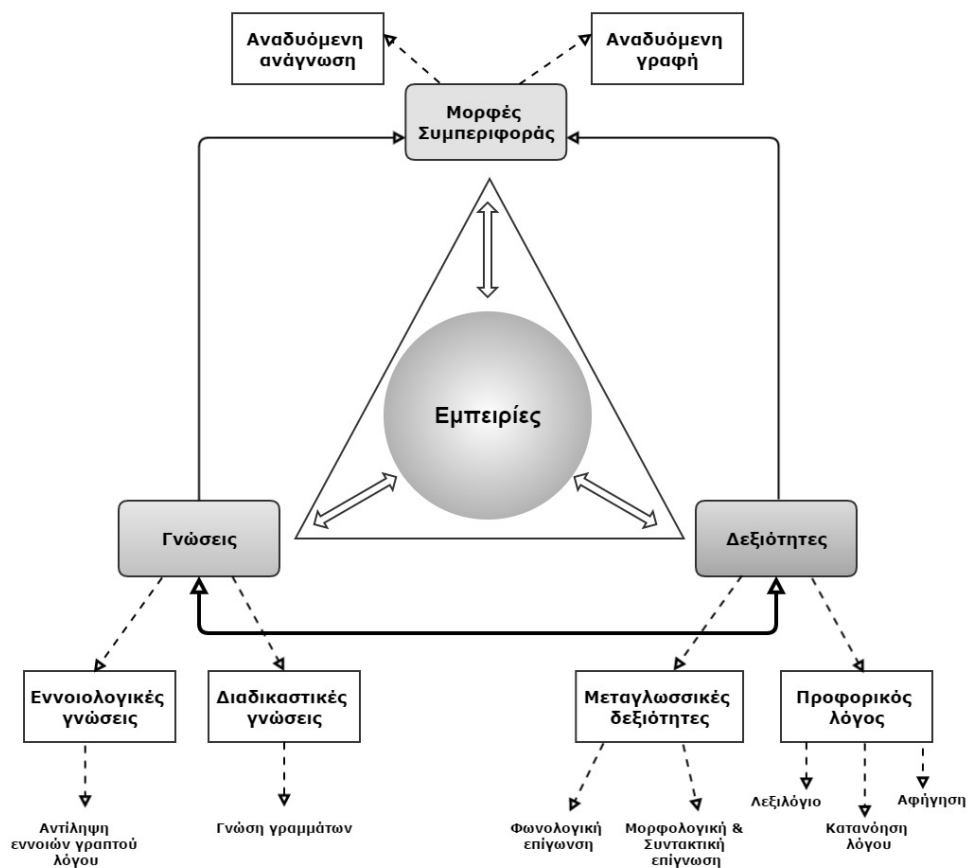 Αναδυόμενη
ανάγνωση
Αναδυόμενη
γραφή
Μορφές
Συμπεριφοράς
Εμπειρίες
Γνώσεις
Δεξιότητες
Εννοιολογικές
γνώσεις
Διαδικαστικές
γνώσεις
Μεταγλωσσικές
δεξιότητες
Προφορικός
λόγος
Αντίληψη
εννοιών γραπτού
λόγου
Γνώση γραμμάτων
Φωνολογική
επίγωνση
Μορφολογική &
Συντακτική
επίγνωση
Λεξιλόγιο
Κατανόηση
λόγου
Αφήγηση